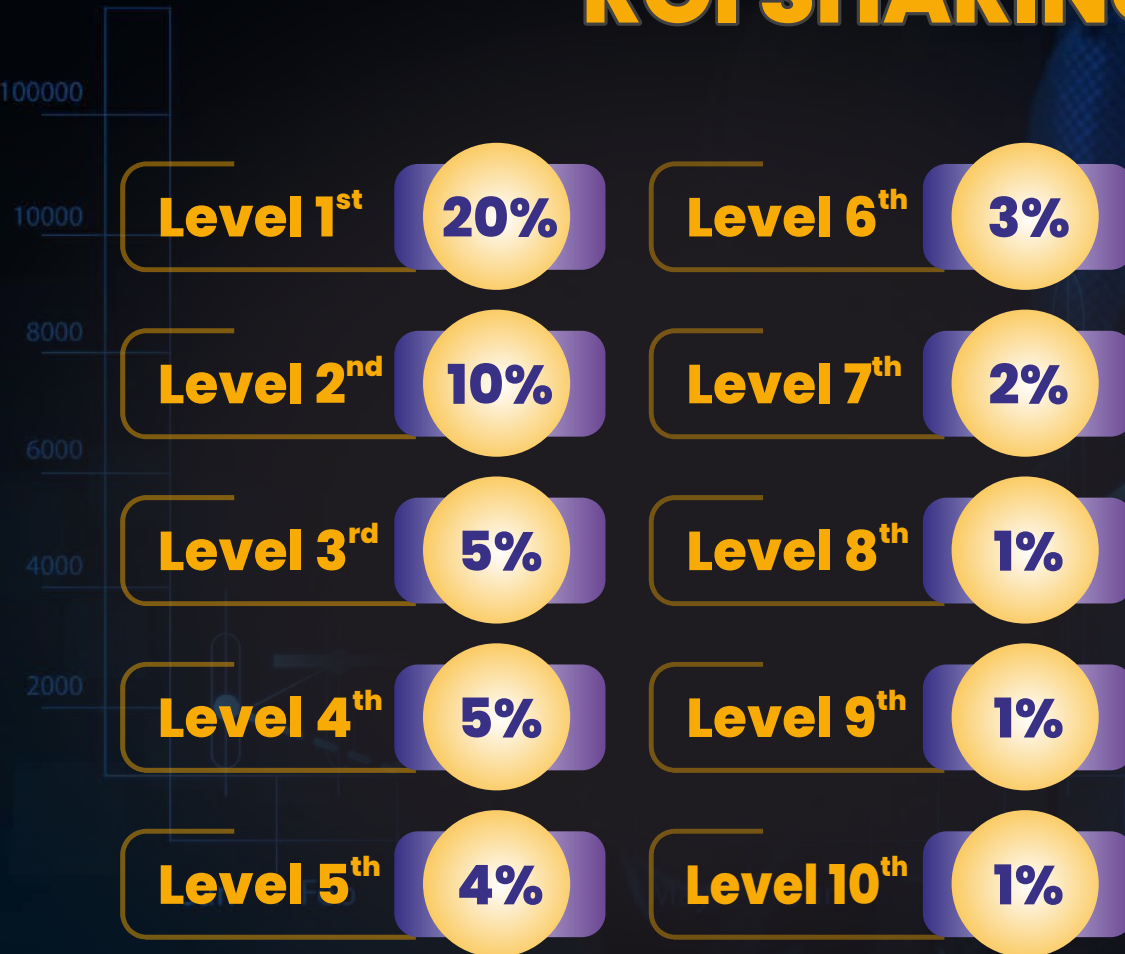 100000
Level 1st 20% Level 6th 3%
10000
Level 2nd 10% Level 7th 2%
8000
6000
Level 3rd 5% Level 8th 1%
4000
Level 4th 5% Level 9th 1%
2000
Level 5th 4% Level 10th 1%